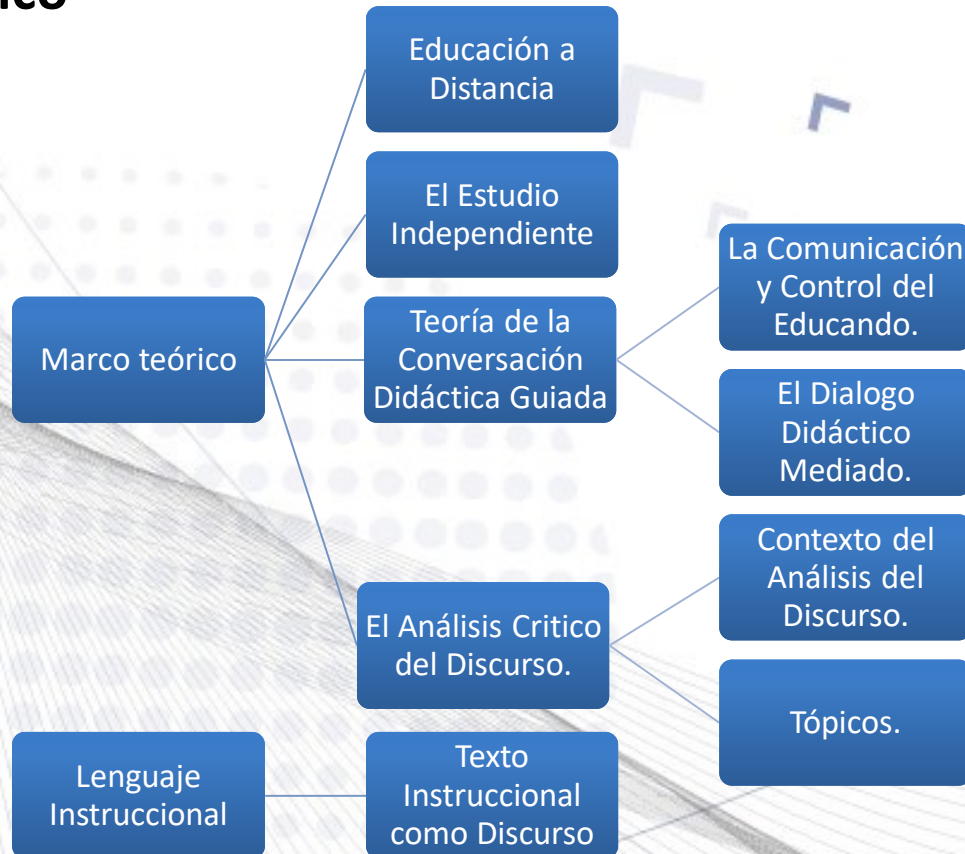 Educación a
Distancia
El Estudio
Independiente
La Comunicación
y Control del
Educando.
Marco teórico
Teoría de la
Conversación
Didáctica Guiada
El Dialogo
Didáctico
Mediado.
Contexto del
Análisis del
Discurso.
El Análisis Critico
del Discurso.
Tópicos.
Lenguaje
Instruccional
Texto
Instruccional
como Discurso